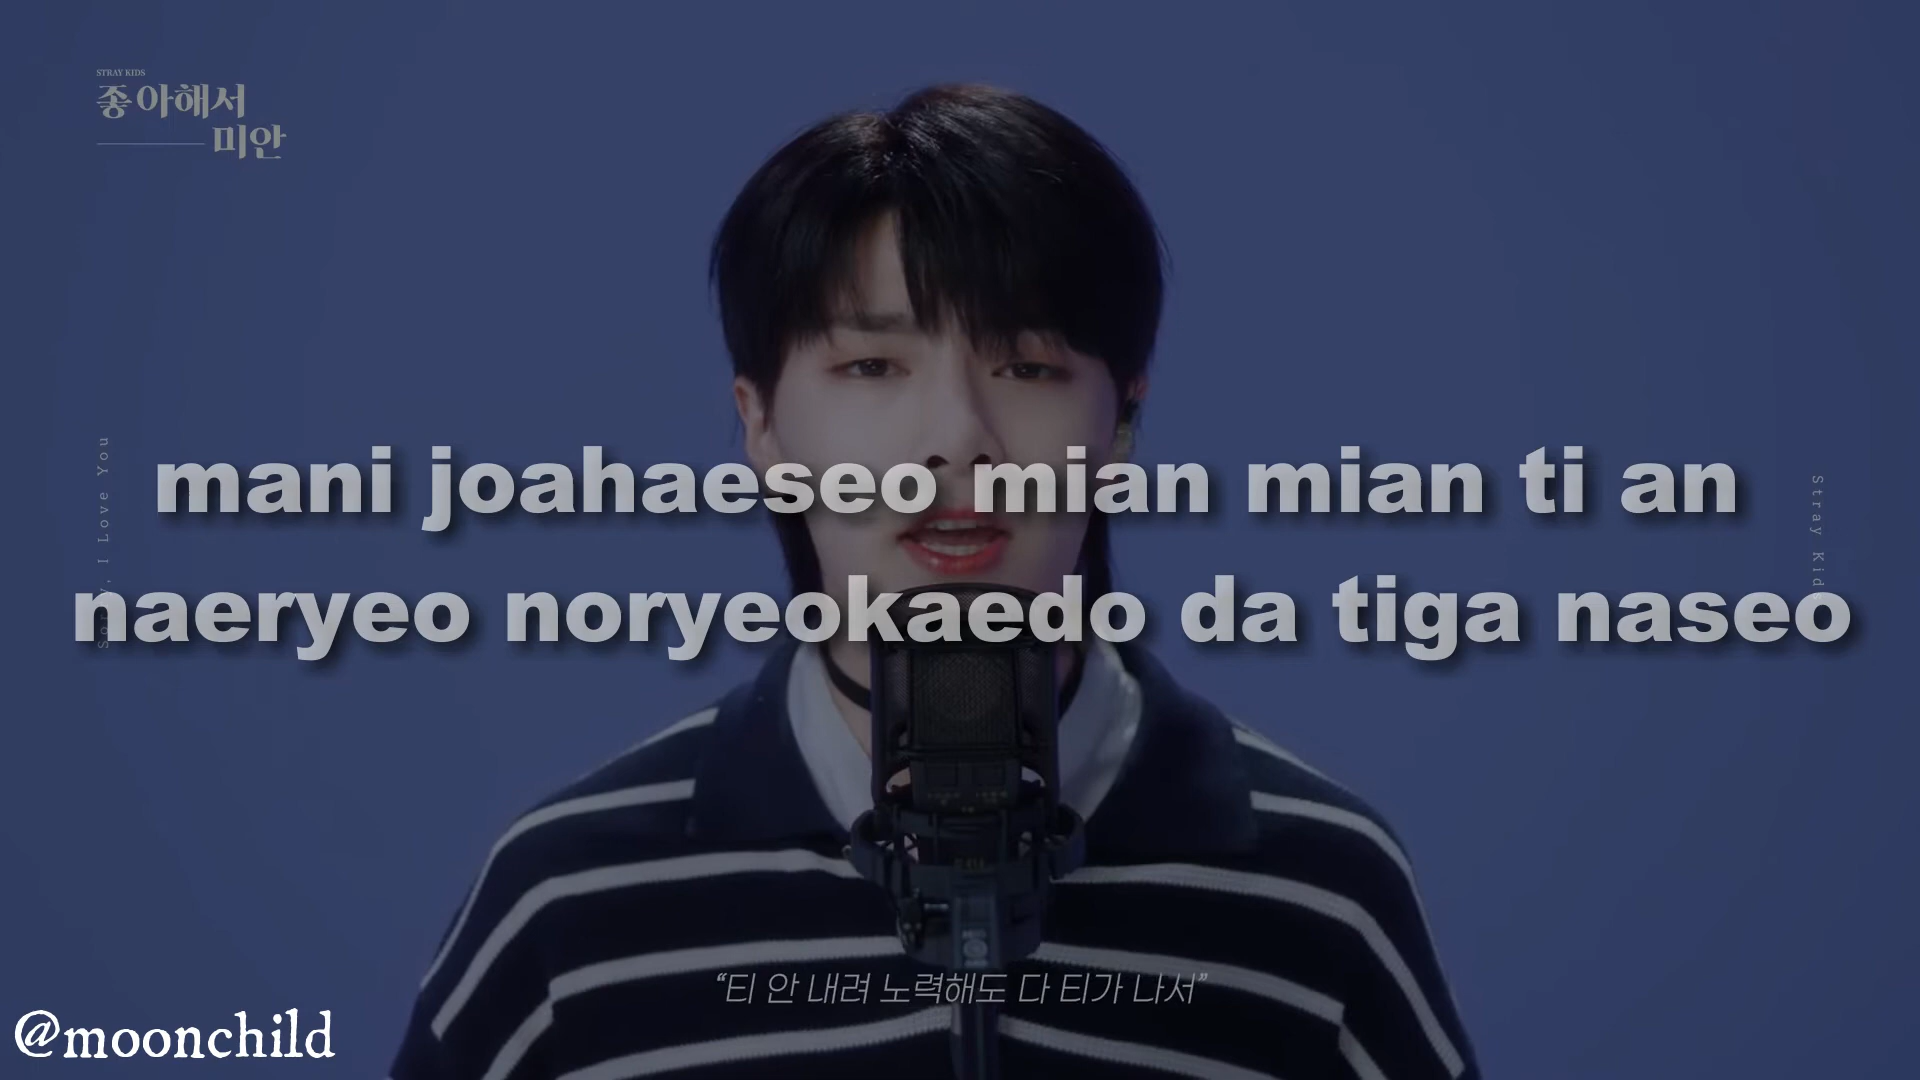 STRAY KIDS
좋아해서
미안
Sorry, I Love You
Stray Kids
mani joahaeseo mian mian ti an
naeryeo noryeokaedo da tiga naseo
“티 안 내려 노력해도 다 티가 나서”
@moonchild